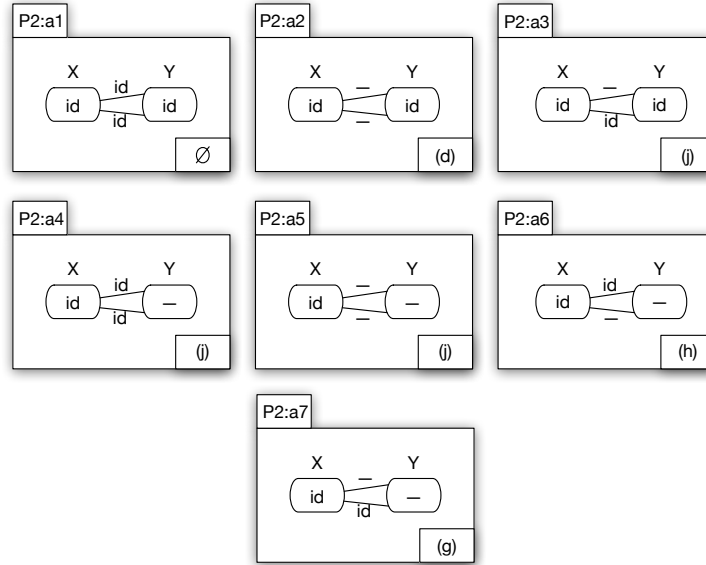 P2:a1
X Y
id
id id
id
∅
P2:a2
X Y
—
id id
—
(d)
P2:a3
X Y
—
id id
id
(j)
P2:a4
X Y
id
id —
id
(j)
P2:a5
X Y
—
id —
—
(j)
P2:a6
X Y
id
id —
—
(h)
P2:a7
X Y
—
id —
id
(g)